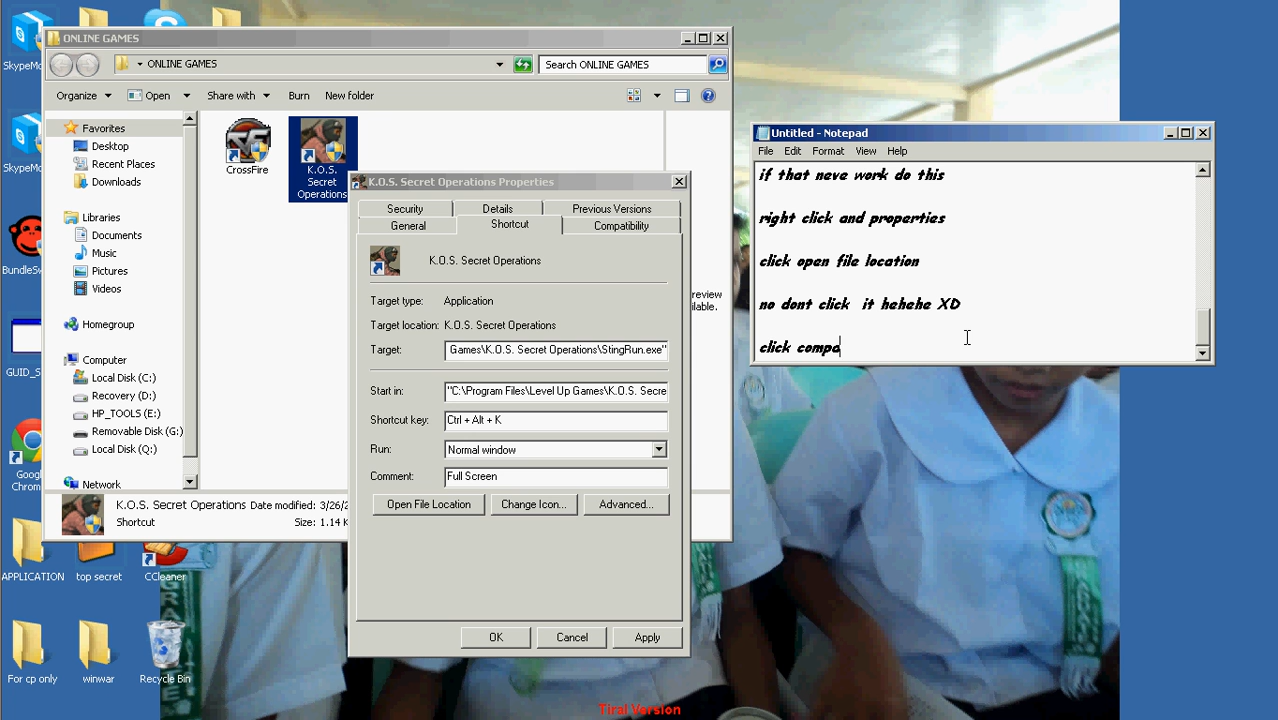 SkypeMo
SkypeMo
BundleSw
GUID_S
Googl
Chrom
APPLICATION
top secret
CCleaner
For cp only
winwar
Recycle Bin
ONLINE GAMES
ONLINE GAMES
Search ONLINE GAMES
Organize
Open
Share with
Burn
New folder
Favorites
Desktop
Recent Places
Downloads
Libraries
Documents
Music
Pictures
Videos
Homegroup
Computer
Local Disk (C:)
Recovery (D:)
HP_TOOLS (E:)
Removable Disk (G:)
Local Disk (Q:)
Network
CrossFire
K.O.S.
Secret
Operations
review
lable.
K.O.S. Secret Operations Date modified: 3/26/2
Shortcut
Size: 1.14 K
K.O.S. Secret Operations Properties
Security
Details
Previous Versions
General
Shortcut
Compatibility
K.O.S. Secret Operations
Target type: Application
Target location: K.O.S. Secret Operations
Target: Games\K.O.S. Secret Operations\StingRun.exe"
Start in: "C:\Program Files\Level Up Games\K.O.S. Secre
Shortcut key: Ctrl + Alt + K
Run: Normal window
Comment: Full Screen
Open File Location
Change Icon...
Advanced...
OK
Cancel
Apply
Untitled - Notepad
File Edit Format View Help
if that neve work do this
right click and properties
click open file location
no dont click it hehehe XD
click compa
Tiral Version